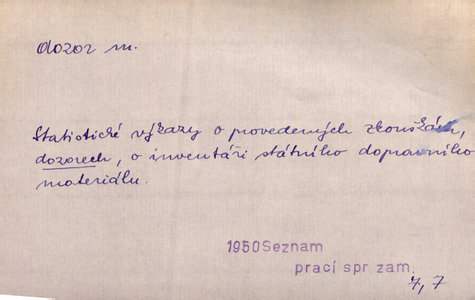 dozor m.
Statistické výkazy o provedených zkouškách,
dozorech, o inventáři státního dopravního
materiálu.
1950 Seznam
prací spr zam.
4, 7